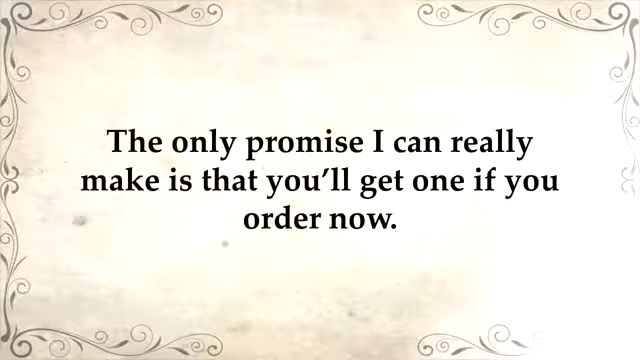 The only promise I can really
make is that you’ll get one if you
order now.